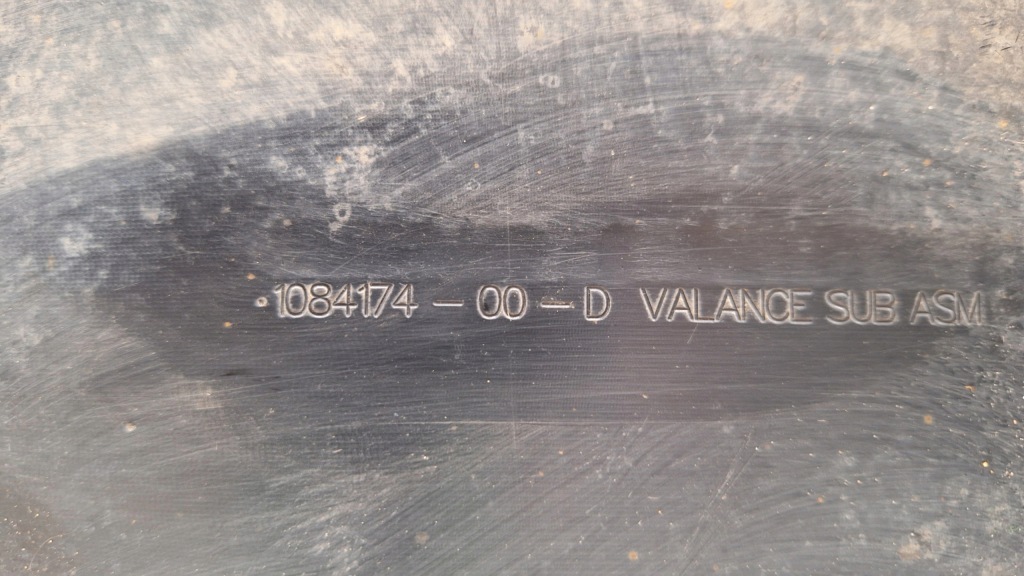 1084174-00-D VALANCE SUB ASM